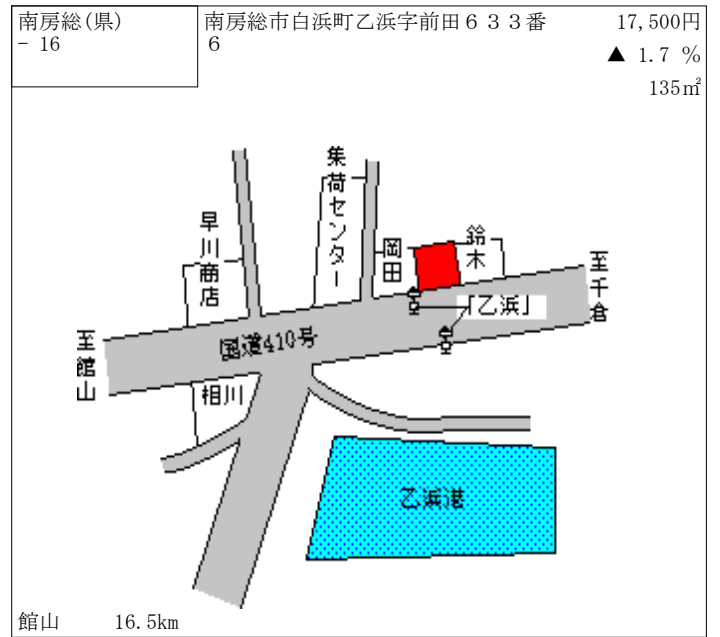 南房総(県)
- 16
南房総市白浜町乙浜字前田６３３番
６
17,500円
▲ 1.7 %
135㎡
集荷センター
早川商店
岡田
鈴木
至千倉
「乙浜」
国道410号
至館山
相川
乙浜港
館山 16.5km